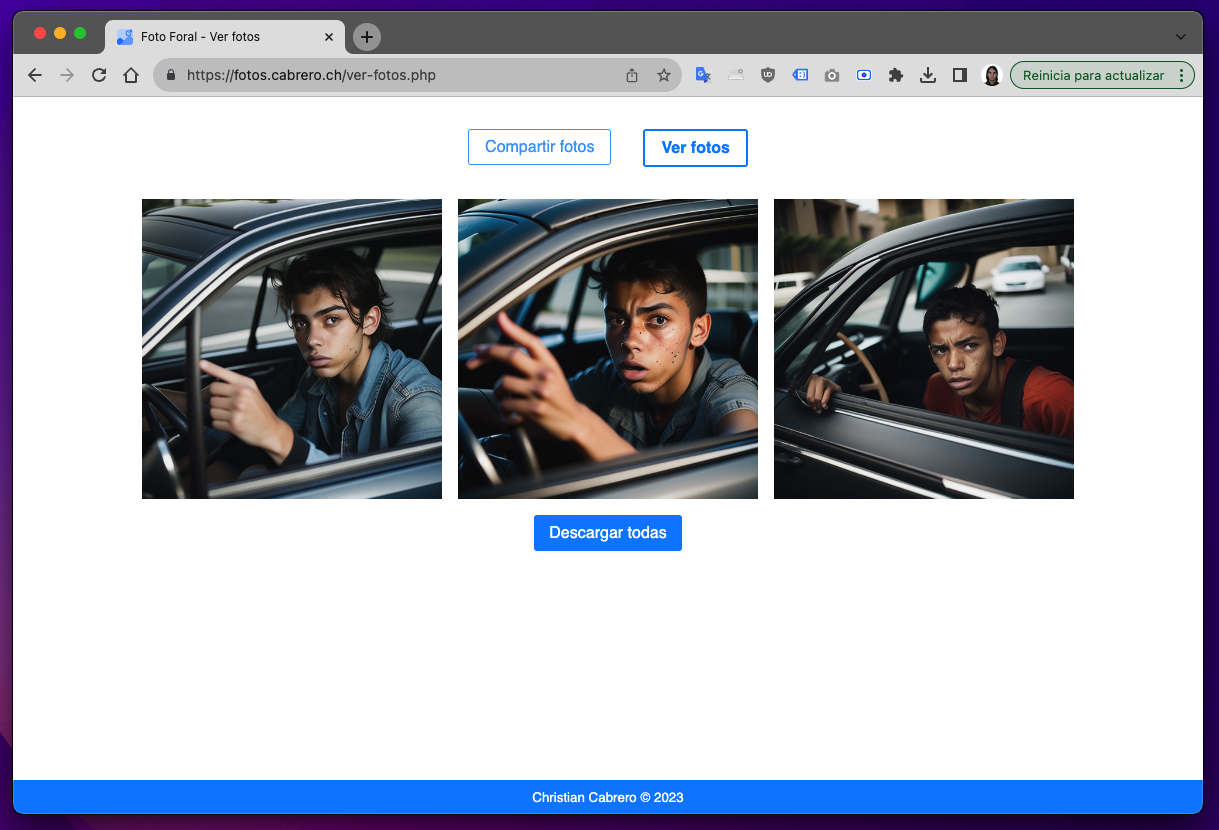 Foto Foral - Ver fotos
https://fotos.cabrero.ch/ver-fotos.php
Reinicia para actualizar
Compartir fotos
Ver fotos
Descargar todas
Christian Cabrero © 2023